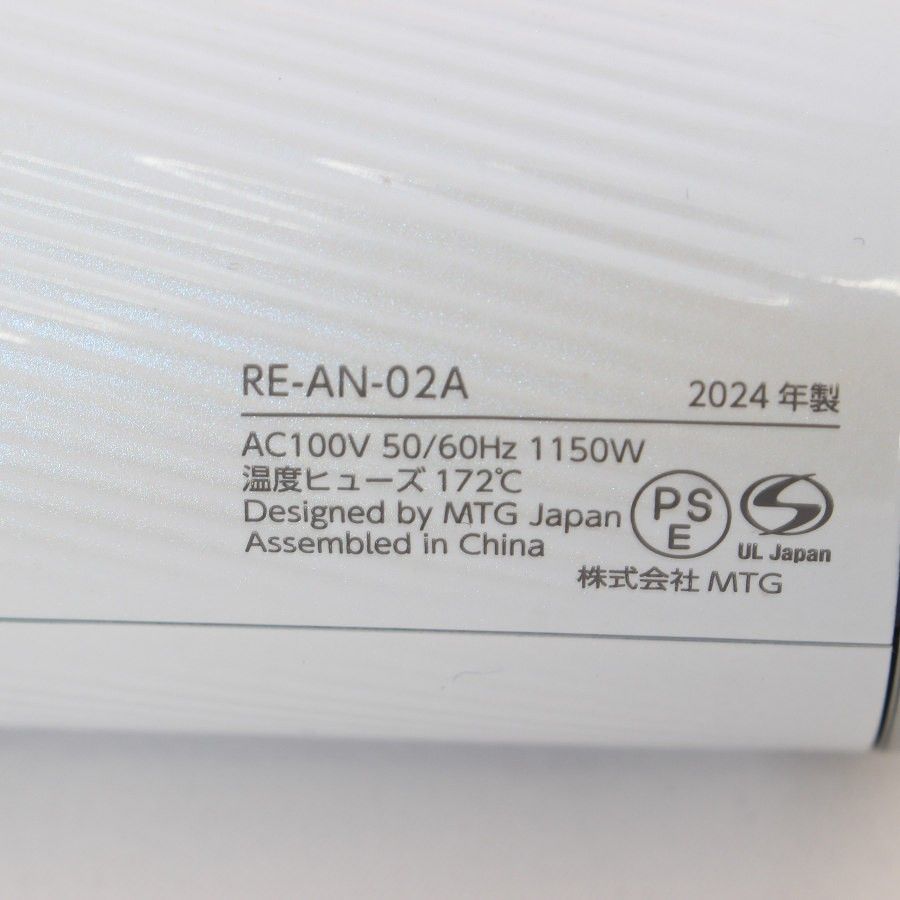 RE-AN-02A 2024年製
AC100V 50/60Hz 1150W
温度ヒューズ 172℃
Designed by MTG Japan
Assembled in China
PS
E
UL Japan
株式会社 MTG